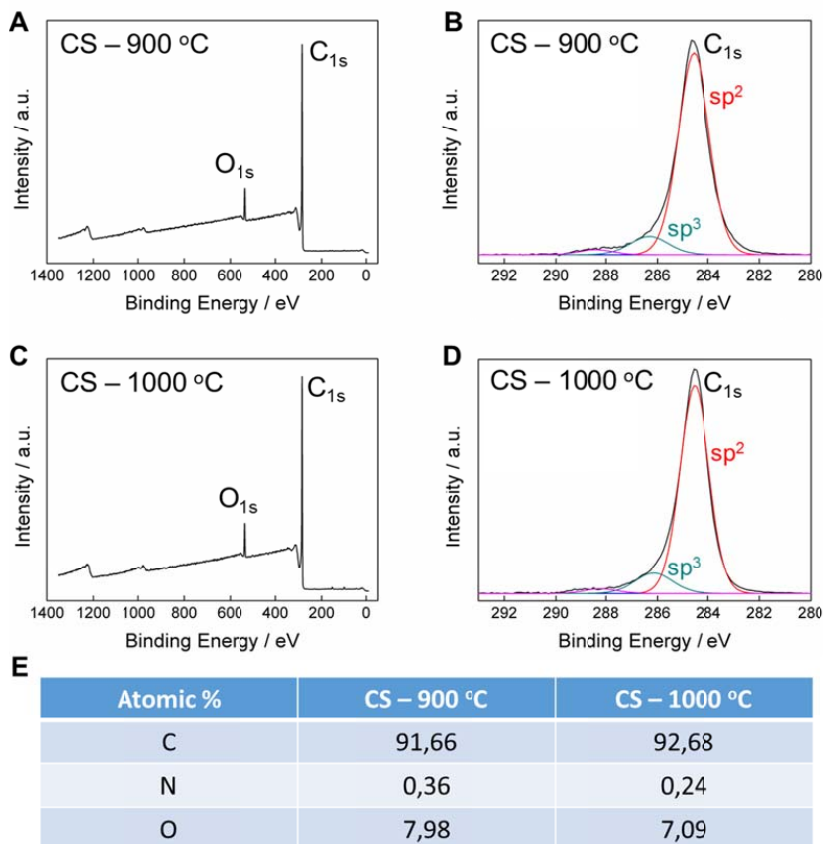 A
CS – 900 °C
C1s
O1s
Intensity / a.u.
1400 1200 1000 800 600 400 200 0
Binding Energy / eV
B
CS – 900 °C
C1s
sp²
sp³
Intensity / a.u.
292 290 288 286 284 282 280
Binding Energy / eV
C
CS – 1000 °C
C1s
O1s
Intensity / a.u.
1400 1200 1000 800 600 400 200 0
Binding Energy / eV
D
CS – 1000 °C
C1s
sp²
sp³
Intensity / a.u.
292 290 288 286 284 282 280
Binding Energy / eV
E
Atomic % CS – 900 °C CS – 1000 °C
C 91,66 92,68
N 0,36 0,24
O 7,98 7,09